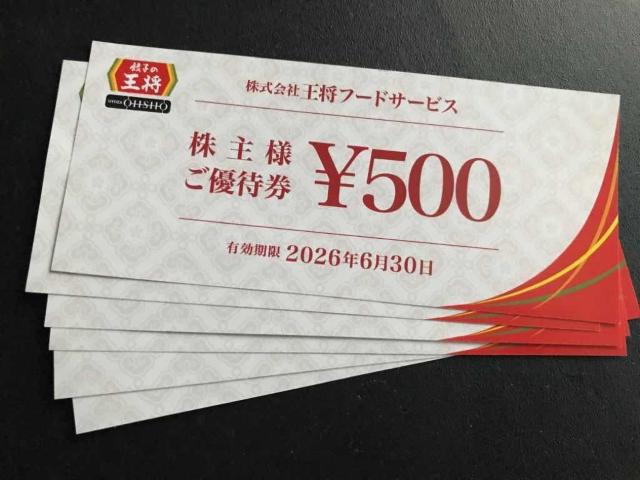 餃子の
王将
GYOZA OHSHO
株式会社 王将フードサービス
株主様
ご優待券
¥500
有効期限 2026年6月30日